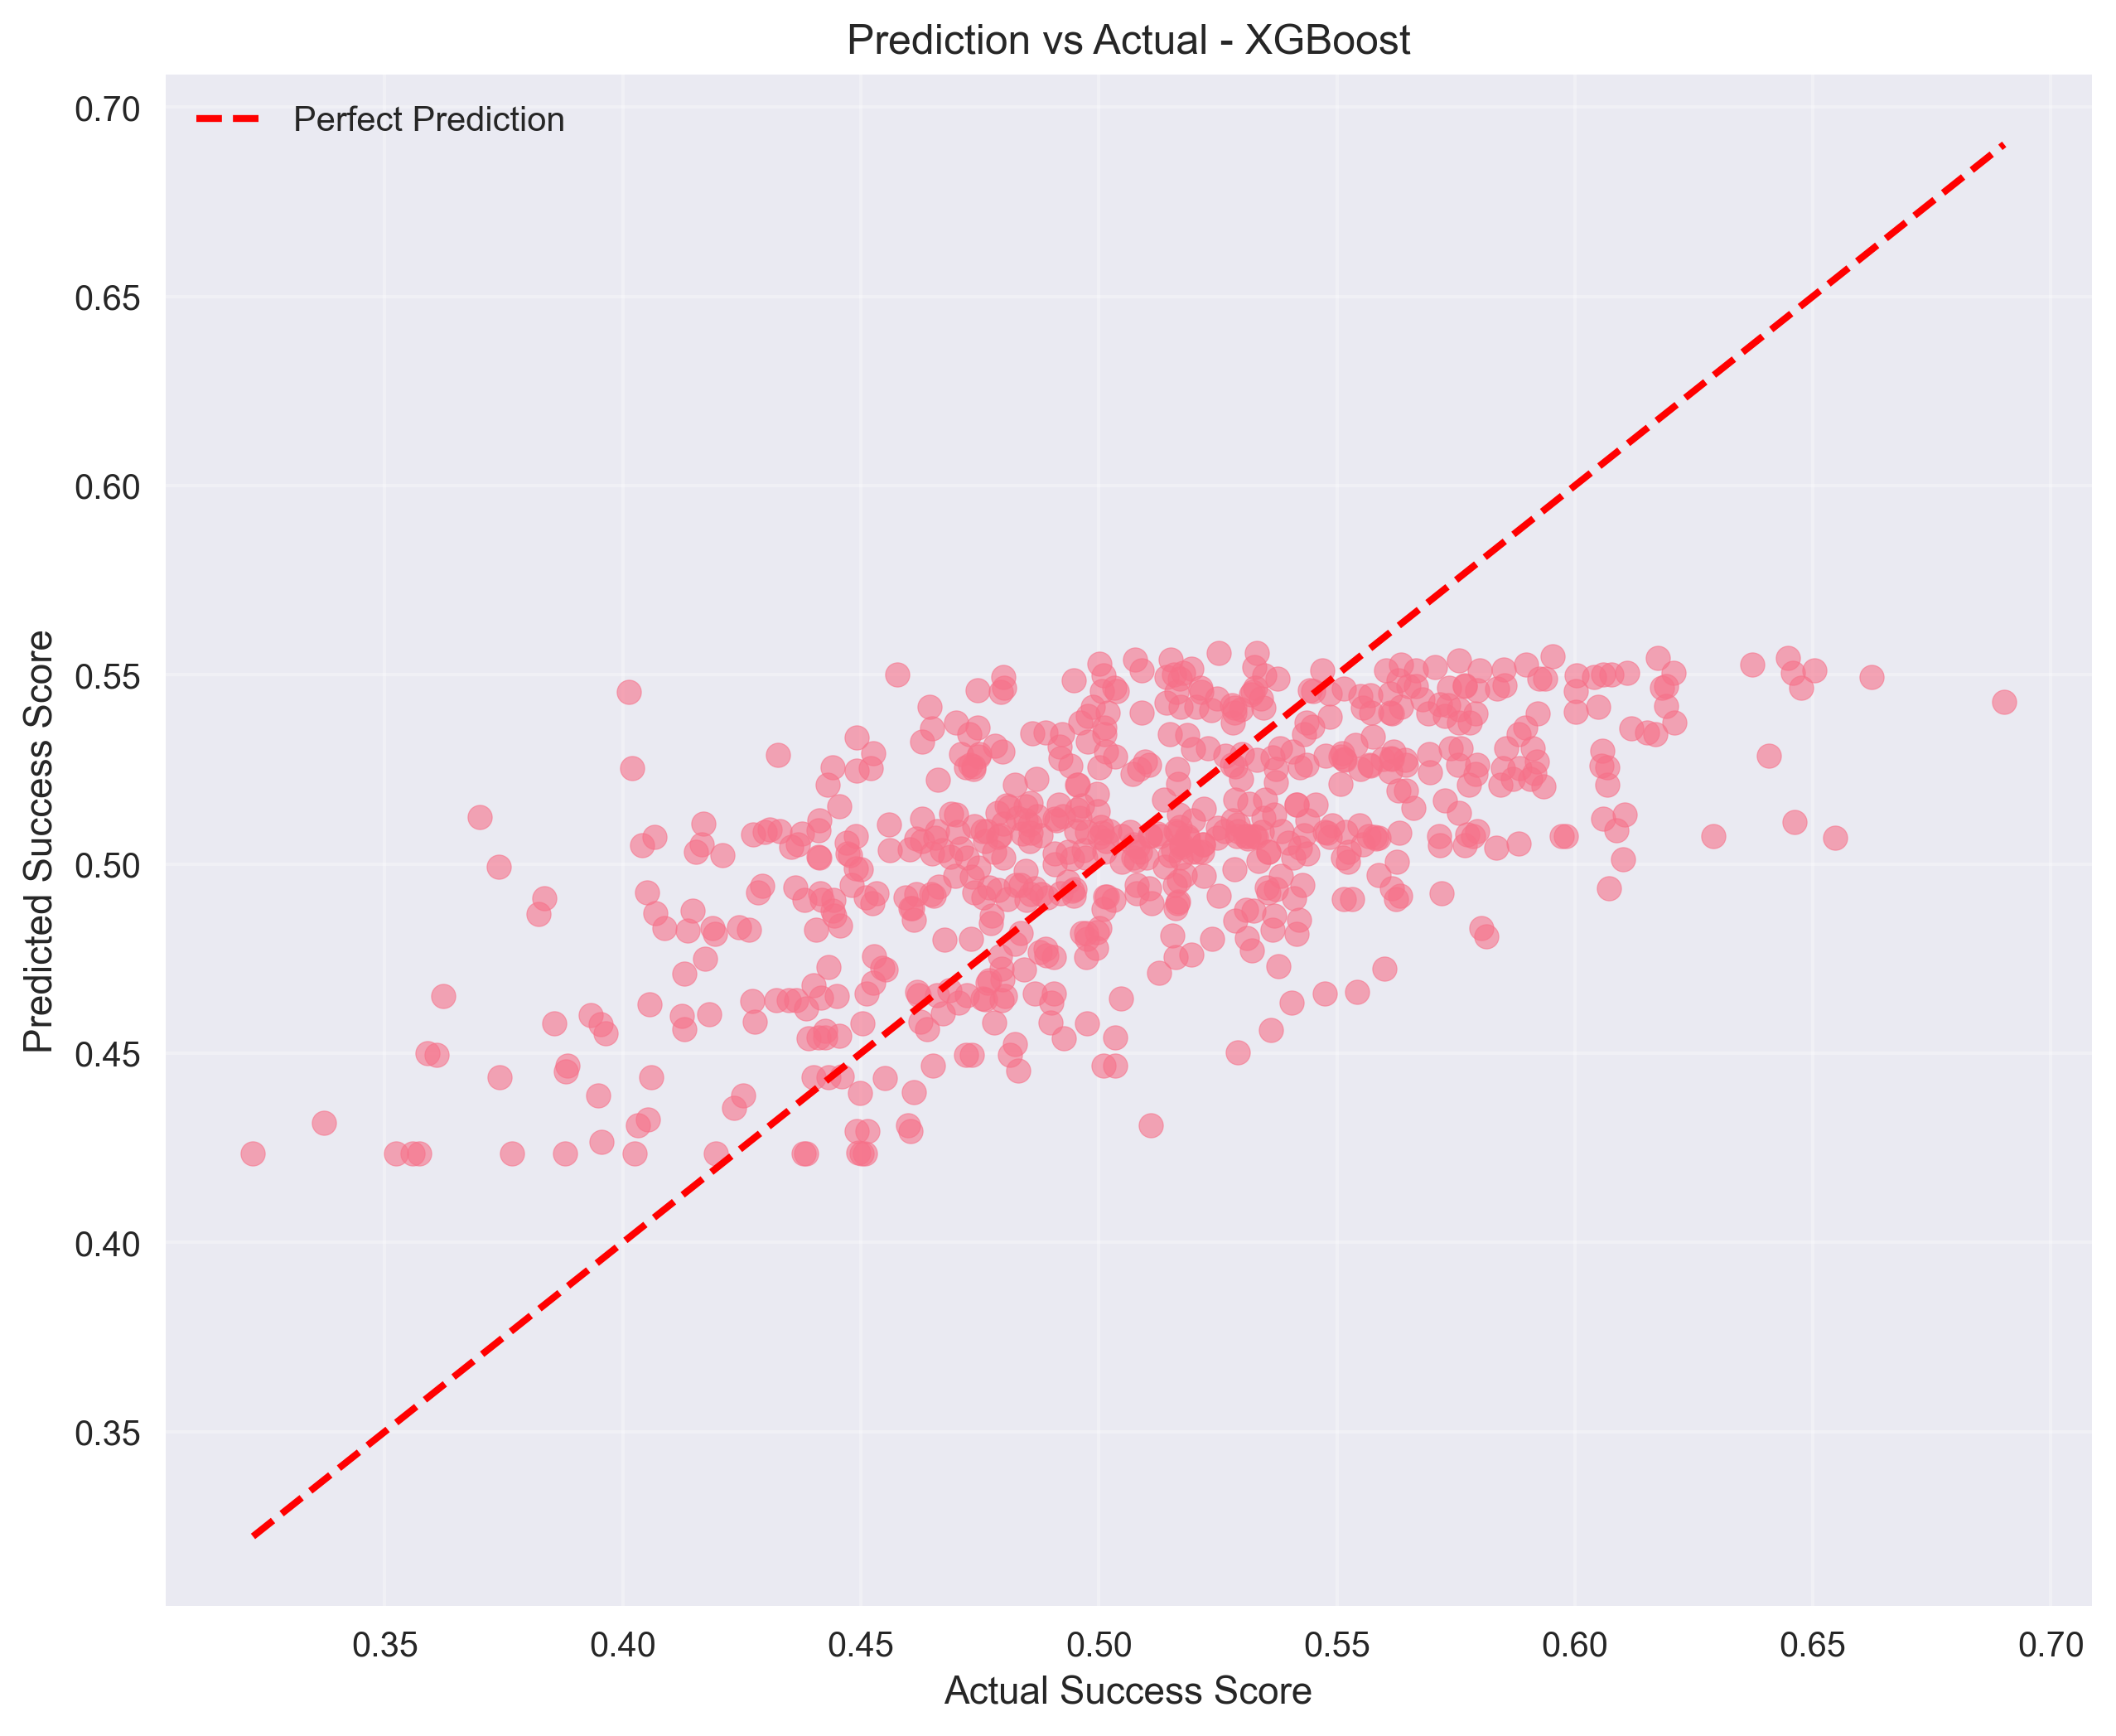 Prediction vs Actual - XGBoost
Perfect Prediction
Predicted Success Score
0.70
0.65
0.60
0.55
0.50
0.45
0.40
0.35
0.35 0.40 0.45 0.50 0.55 0.60 0.65 0.70
Actual Success Score